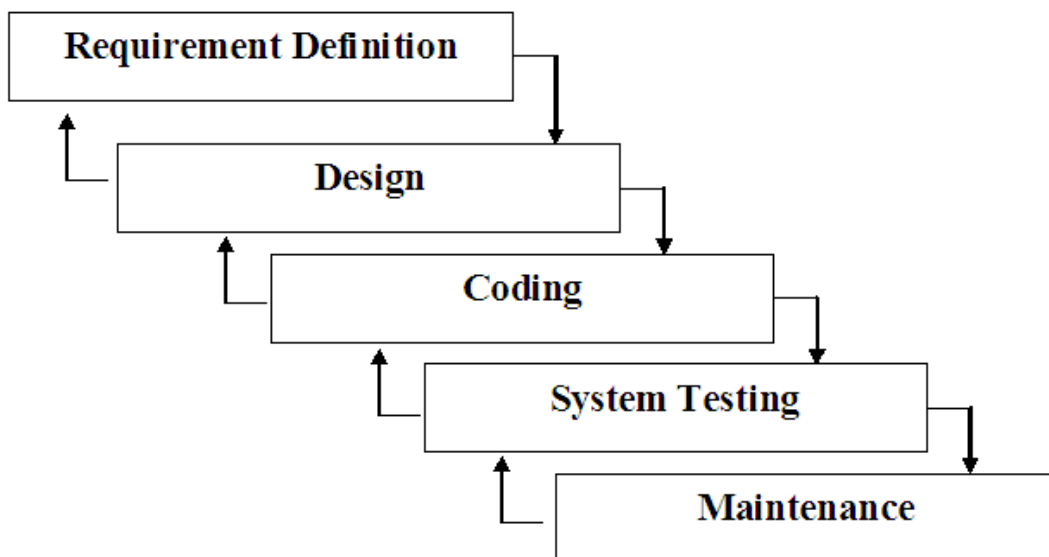 Requirement Definition
Design
Coding
System Testing
Maintenance